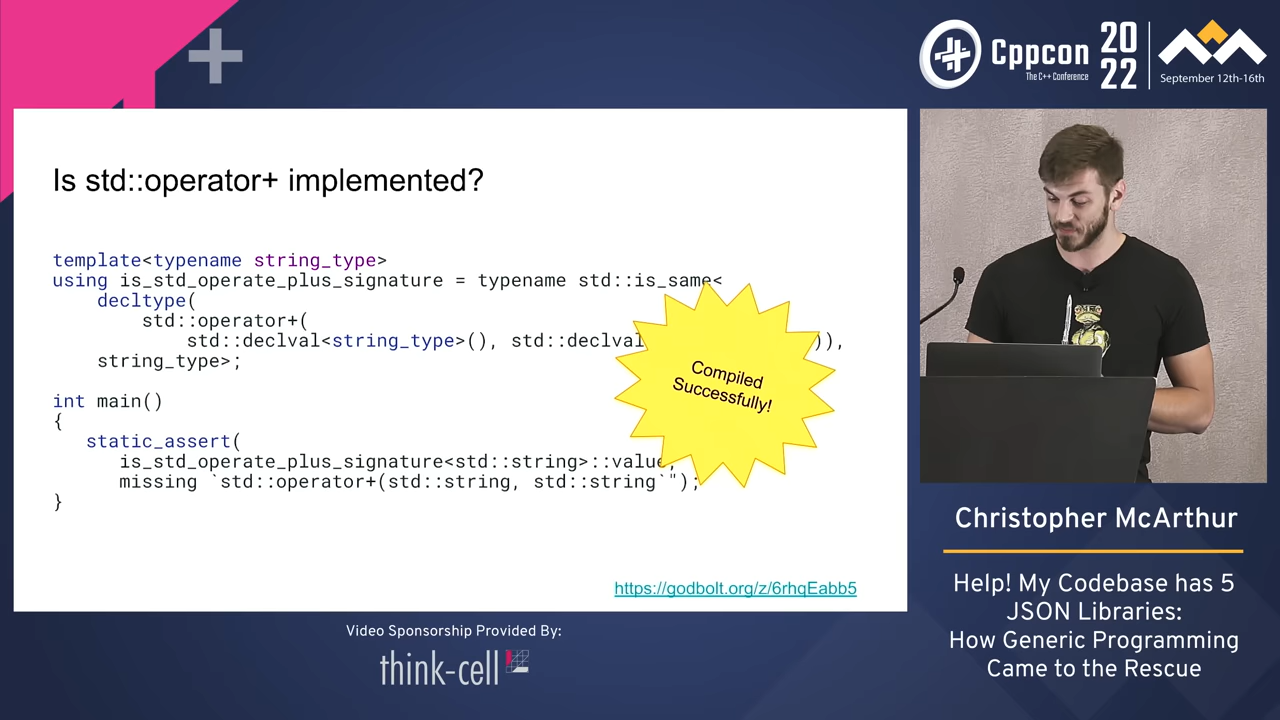 Cppcon
The C++ Conference
20
22
September 12th-16th
Is std::operator+ implemented?
template<typename string_type>
using is_std_operate_plus_signature = typename std::is_same<
decltype(
std::operator+(
std::declval<string_type>(), std::declval )),
string_type>;
int main()
{
static_assert(
is_std_operate_plus_signature<std::string>::value,
missing `std::operator+(std::string, std::string`");
}
Compiled
Successfully!
https://godbolt.org/z/6rhqEabb5
Video Sponsorship Provided By:
think-cell
Christopher McArthur
Help! My Codebase has 5
JSON Libraries:
How Generic Programming
Came to the Rescue